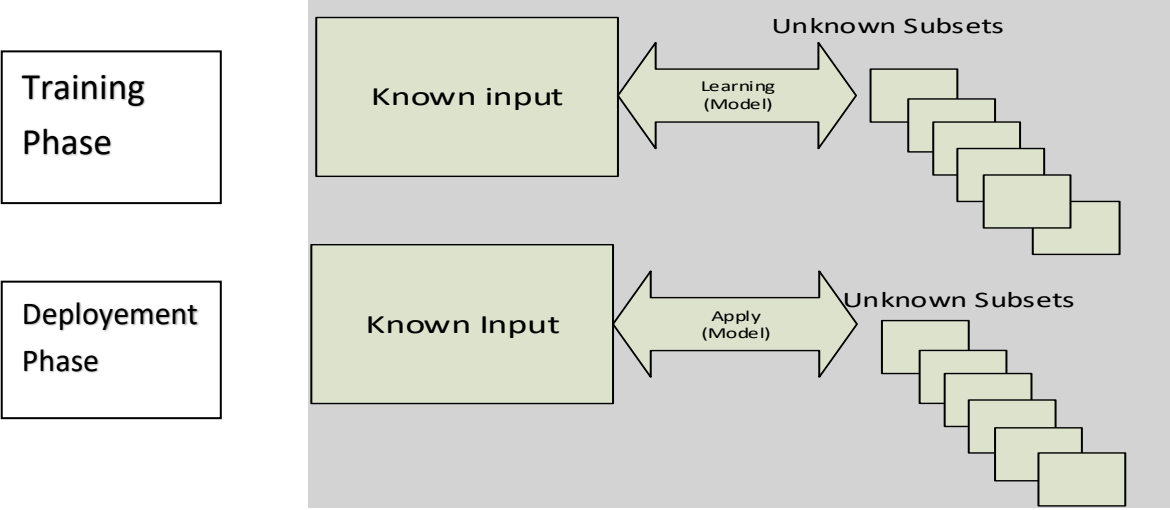 Training
Phase
Known input
Learning
(Model)
Unknown Subsets
Deployement
Phase
Known Input
Apply
(Model)
Unknown Subsets